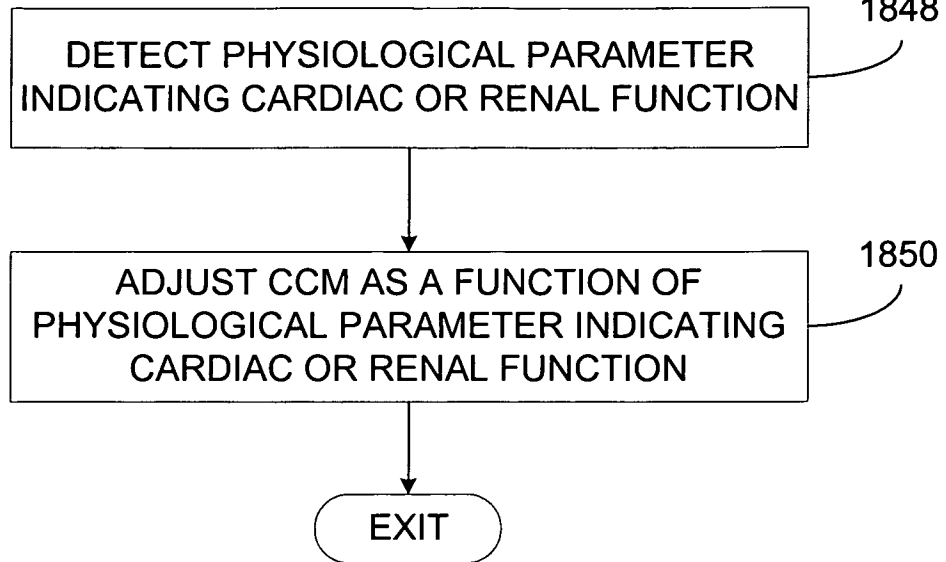 1848
DETECT PHYSIOLOGICAL PARAMETER
INDICATING CARDIAC OR RENAL FUNCTION
1850
ADJUST CCM AS A FUNCTION OF
PHYSIOLOGICAL PARAMETER INDICATING
CARDIAC OR RENAL FUNCTION
EXIT